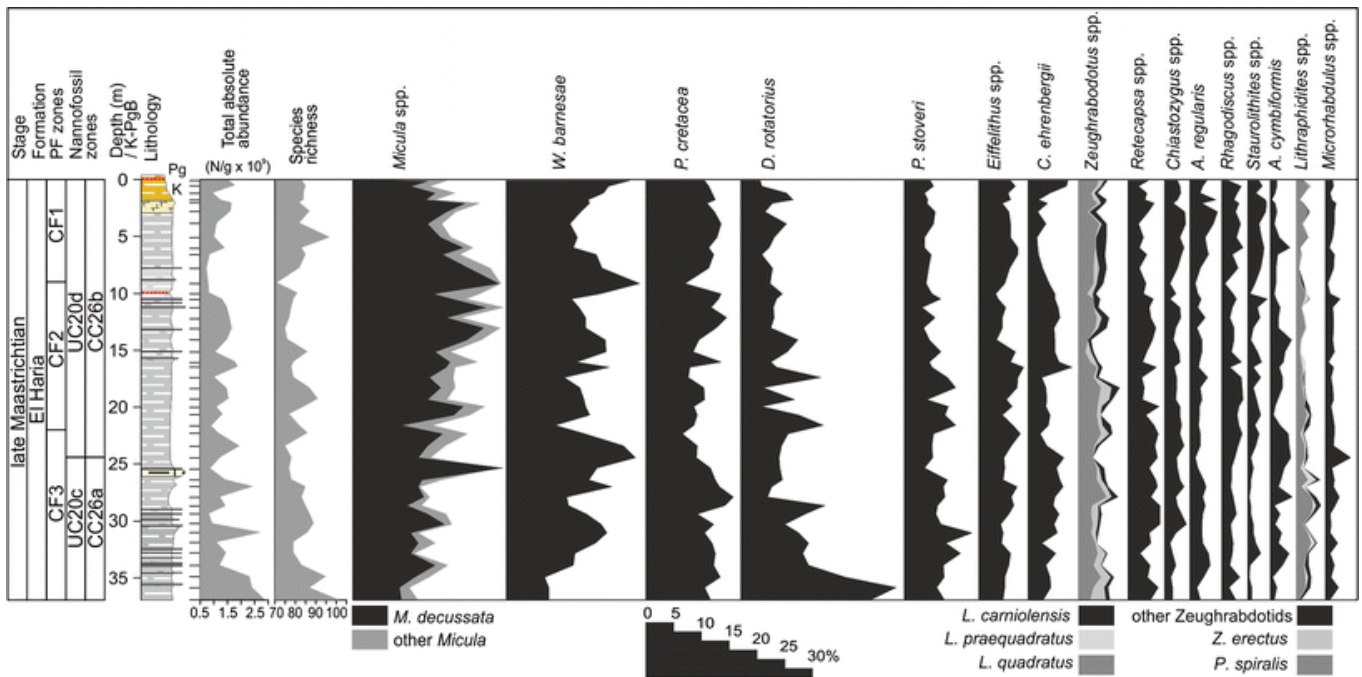 Stage
Formation
PF zones
Nannofossil
zones
Depth (m)
/ K-PgB
Lithology
Total absolute
abundance
(N/g x 10⁹)
Species
richness
Micula spp.
W. barnesae
P. cretacea
D. rotatorius
P. stoveri
Eiffelithus spp.
C. ehrenbergii
Zeughrabodotus spp.
Retecapsa spp.
Chiastozygus spp.
A. regularis
Rhagodiscus spp.
Staurolithites spp.
A. cymbiformis
Lithraphidites spp.
Microrhabdulus spp.
Pg
K
late Maastrichtian
El Haria
CF1
CF2
CF3
UC20d
UC20c
CC26b
CC26a
0
5
10
15
20
25
30
35
0.5 1.5 2.5
70 80 90 100
M. decussata
other Micula
0 5 10 15 20 25 30%
L. carniolensis
L. praequadratus
L. quadratus
other Zeughrabdotids
Z. erectus
P. spiralis